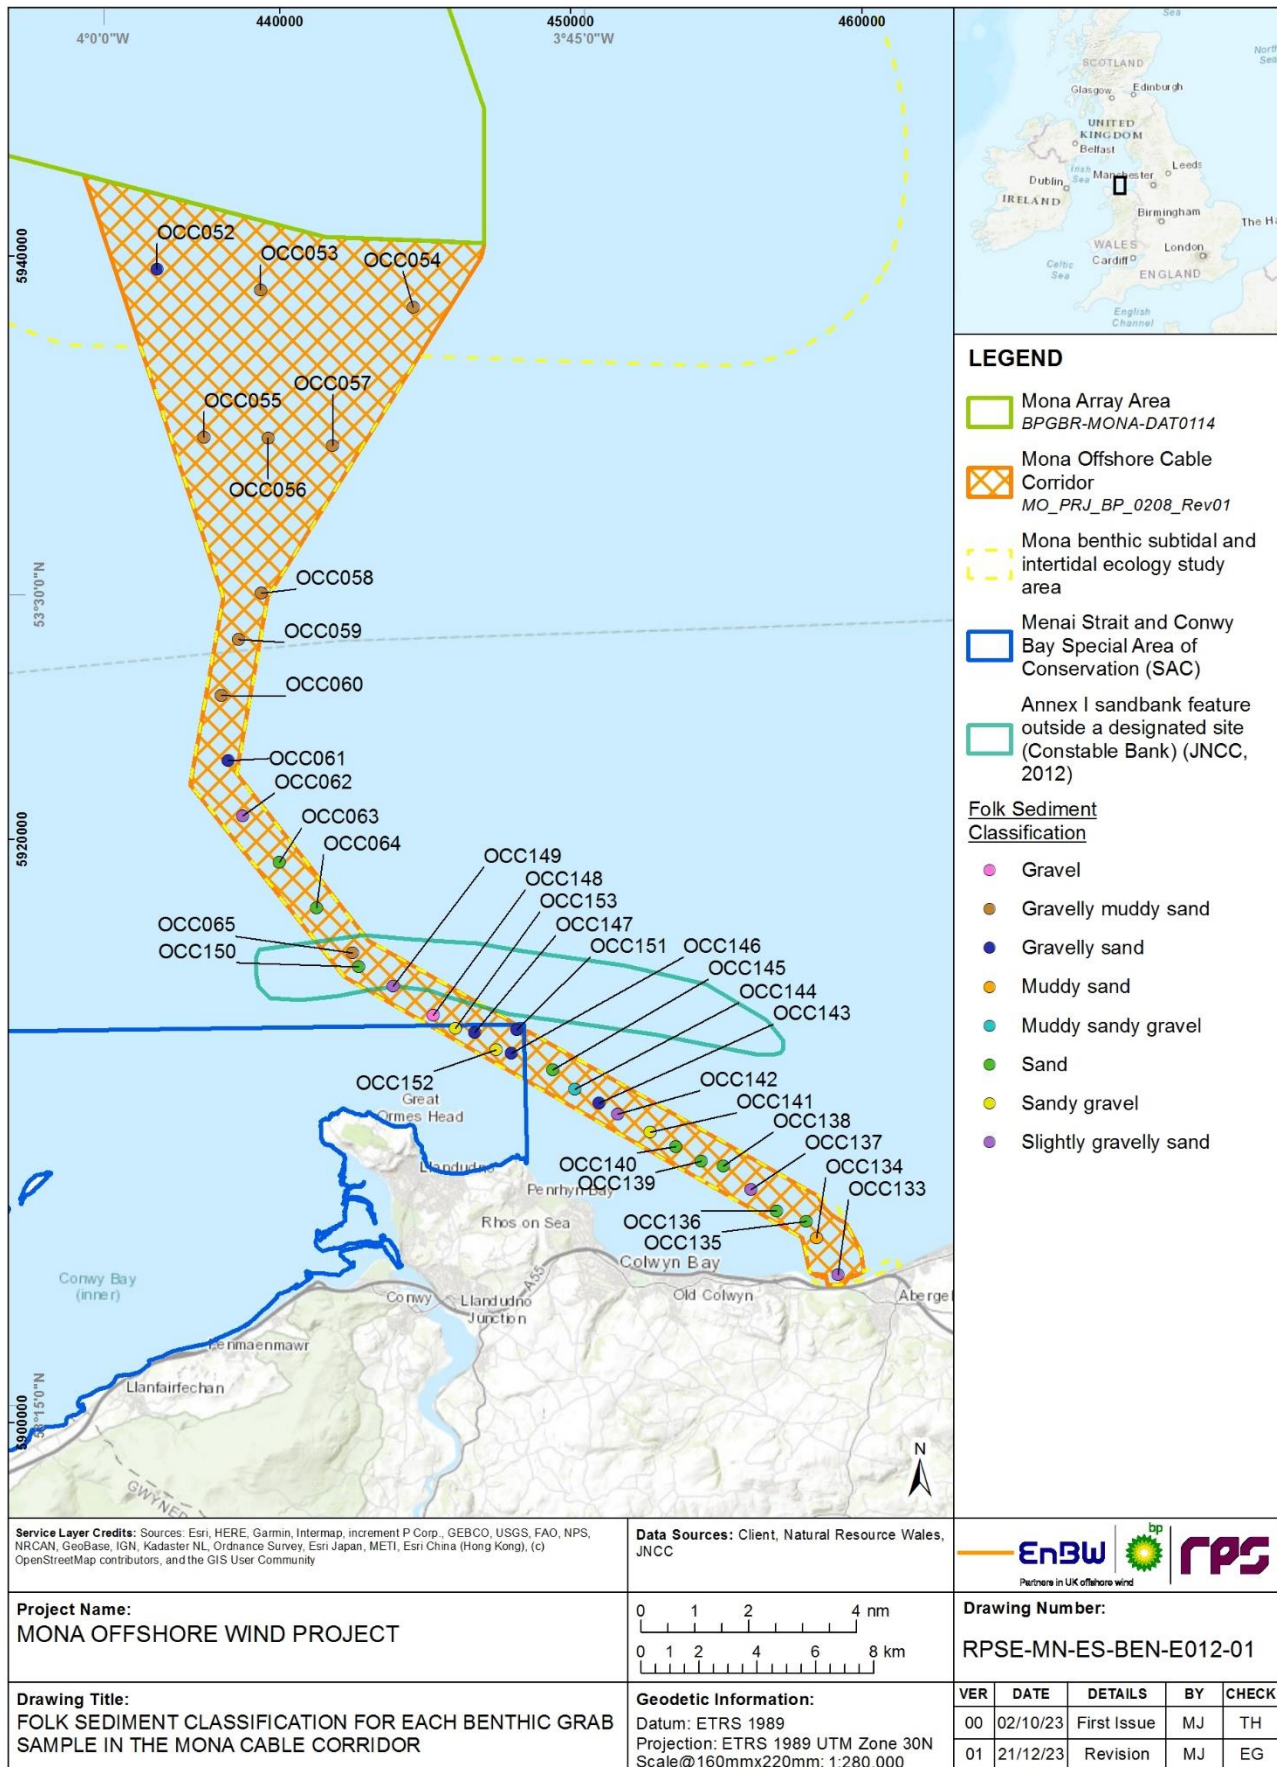 440000
450000
460000
4°0'0"W
3°45'0"W
5940000
53°30'0"N
5920000
5900000
OCC052
OCC053
OCC054
OCC057
OCC055
OCC056
OCC058
OCC059
OCC060
OCC061
OCC062
OCC063
OCC064
OCC149
OCC148
OCC153
OCC147
OCC151
OCC065
OCC150
OCC146
OCC145
OCC144
OCC143
OCC152
OCC142
OCC141
OCC138
OCC137
OCC134
OCC133
OCC140
OCC139
OCC136
OCC135
Great
Ormes Head
Llandudno
Penrhyn Bay
Rhos on Sea
Colwyn Bay
Old Colwyn
Abergel
Conwy Bay
(inner)
Conwy
Llandudno
Junction
A55
Penmaenmawr
Llanfairfechan
GWYNED
N
Sea
North
Sea
SCOTLAND
Glasgow
Edinburgh
UNITED
KINGDOM
Belfast
Irish
Sea
Leeds
Manchester
Dublin
IRELAND
Birmingham
The Ha
WALES
London
Cardiff
Celtic
Sea
ENGLAND
English
Channel
LEGEND
Mona Array Area
BPGBR-MONA-DAT0114
Mona Offshore Cable
Corridor
MO_PRJ_BP_0208_Rev01
Mona benthic subtidal and
intertidal ecology study
area
Menai Strait and Conwy
Bay Special Area of
Conservation (SAC)
Annex I sandbank feature
outside a designated site
(Constable Bank) (JNCC,
2012)
Folk Sediment
Classification
Gravel
Gravelly muddy sand
Gravelly sand
Muddy sand
Muddy sandy gravel
Sand
Sandy gravel
Slightly gravelly sand
Service Layer Credits: Sources: Esri, HERE, Garmin, Intermap, increment P Corp., GEBCO, USGS, FAO, NPS,
NRCAN, GeoBase, IGN, Kadaster NL, Ordnance Survey, Esri Japan, METI, Esri China (Hong Kong), (c)
OpenStreetMap contributors, and the GIS User Community
Data Sources: Client, Natural Resource Wales,
JNCC
EnBW
bp
rps
Partners in UK offshore wind
Project Name:
MONA OFFSHORE WIND PROJECT
0 1 2 4 nm
0 1 2 4 6 8 km
Drawing Number:
RPSE-MN-ES-BEN-E012-01
Drawing Title:
FOLK SEDIMENT CLASSIFICATION FOR EACH BENTHIC GRAB
SAMPLE IN THE MONA CABLE CORRIDOR
Geodetic Information:
Datum: ETRS 1989
Projection: ETRS 1989 UTM Zone 30N
Scale@160mmx220mm: 1:280,000
VER DATE DETAILS BY CHECK
00 02/10/23 First Issue MJ TH
01 21/12/23 Revision MJ EG